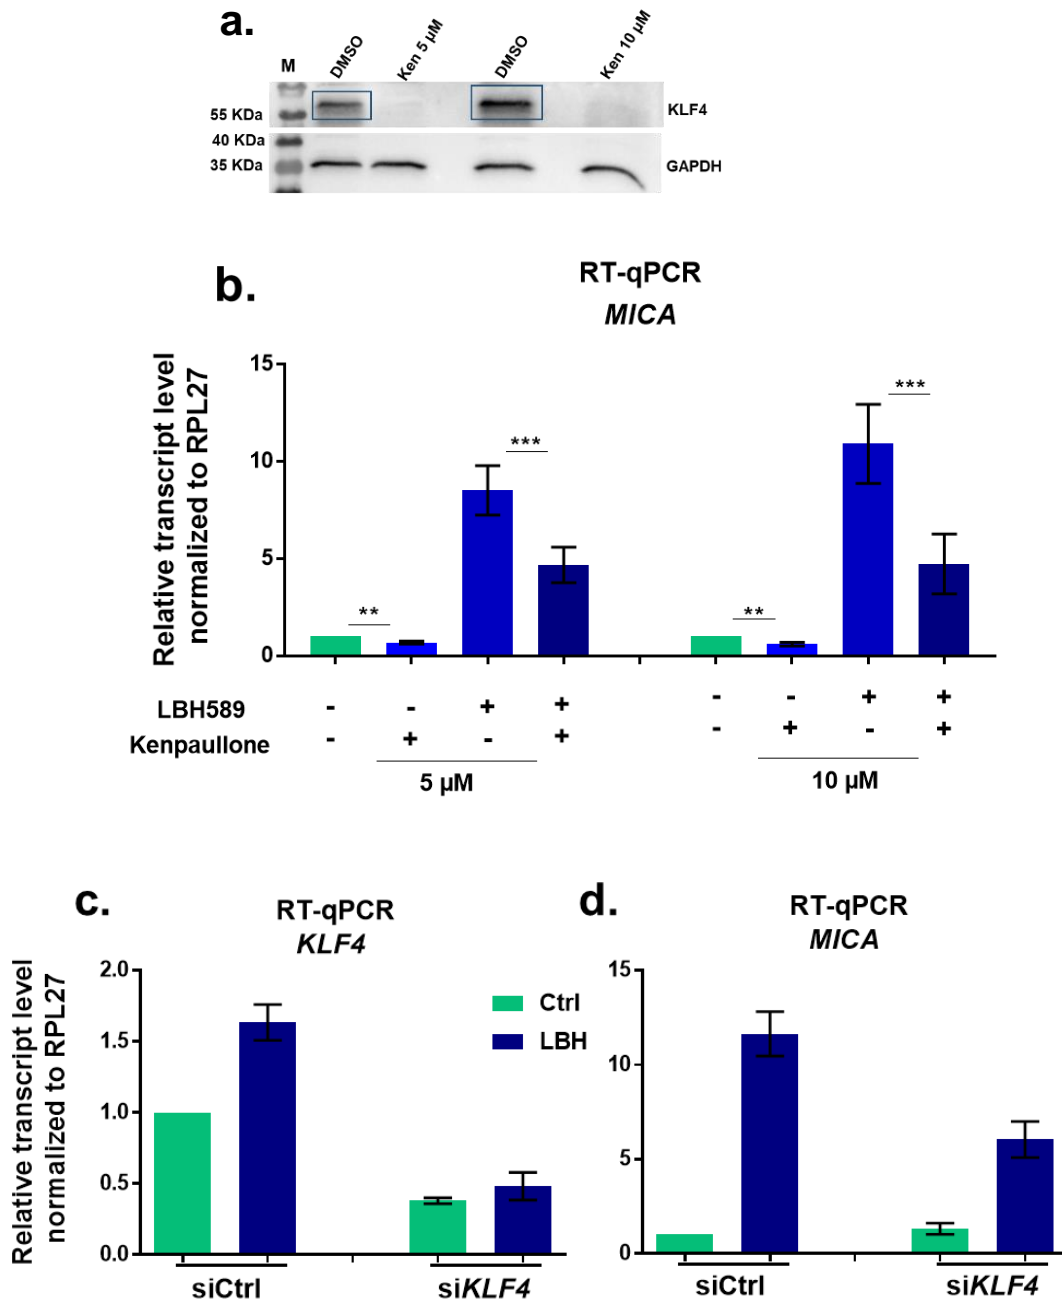 a.
M
DMSO
Ken 5 µM
DMSO
Ken 10 µM
55 KDa
KLF4
40 KDa
35 KDa
GAPDH
b.
RT-qPCR
MICA
Relative transcript level
normalized to RPL27
15
10
5
0
**
***
**
***
LBH589 - - + + - - + +
Kenpaullone - + - + - + - +
5 µM
10 µM
c.
RT-qPCR
KLF4
Relative transcript level
normalized to RPL27
2.0
1.5
1.0
0.5
0.0
siCtrl
siKLF4
Ctrl
LBH
d.
RT-qPCR
MICA
15
10
5
0
siCtrl
siKLF4